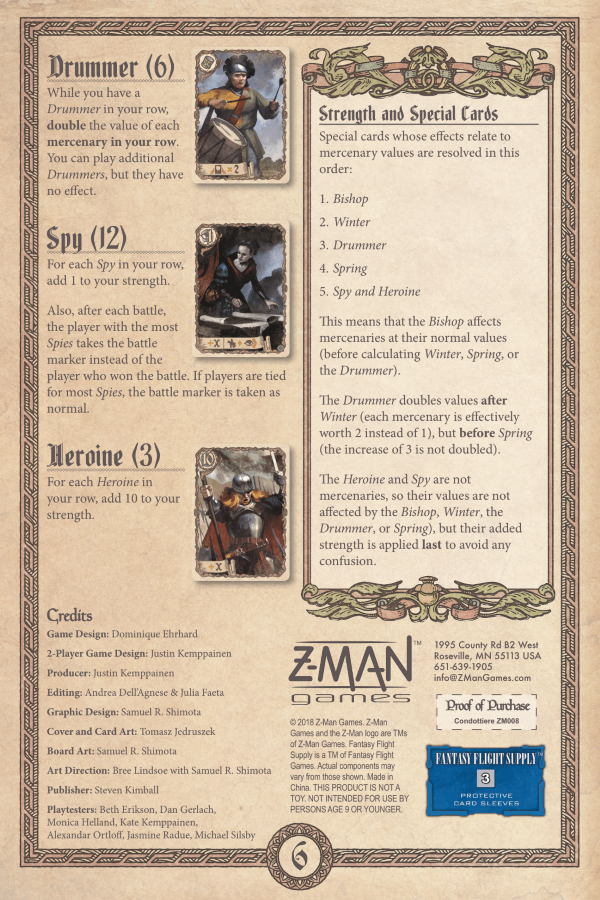 Drummer (6)
While you have a
Drummer in your row,
double the value of each
mercenary in your row.
You can play additional
Drummers, but they have
no effect.
× 2
Spy (12)
For each Spy in your row,
add 1 to your strength.
Also, after each battle,
the player with the most
Spies takes the battle
marker instead of the
player who won the battle. If players are tied
for most Spies, the battle marker is taken as
normal.
1
+X
Heroine (3)
For each Heroine in
your row, add 10 to your
strength.
10
+X
Strength and Special Cards
Special cards whose effects relate to
mercenary values are resolved in this
order:
1. Bishop
2. Winter
3. Drummer
4. Spring
5. Spy and Heroine
This means that the Bishop affects
mercenaries at their normal values
(before calculating Winter, Spring, or
the Drummer).
The Drummer doubles values after
Winter (each mercenary is effectively
worth 2 instead of 1), but before Spring
(the increase of 3 is not doubled).
The Heroine and Spy are not
mercenaries, so their values are not
affected by the Bishop, Winter, the
Drummer, or Spring), but their added
strength is applied last to avoid any
confusion.
Credits
Game Design: Dominique Ehrhard
2-Player Game Design: Justin Kemppainen
Producer: Justin Kemppainen
Editing: Andrea Dell'Agnese & Julia Faeta
Graphic Design: Samuel R. Shimota
Cover and Card Art: Tomasz Jedruszek
Board Art: Samuel R. Shimota
Art Direction: Bree Lindsoe with Samuel R. Shimota
Publisher: Steven Kimball
Playtesters: Beth Erikson, Dan Gerlach,
Monica Helland, Kate Kemppainen,
Alexandar Ortloff, Jasmine Radue, Michael Silsby
Z-MAN™
games
© 2018 Z-Man Games. Z-Man
Games and the Z-Man logo are TMs
of Z-Man Games. Fantasy Flight
Supply is a TM of Fantasy Flight
Games. Actual components may
vary from those shown. Made in
China. THIS PRODUCT IS NOT A
TOY. NOT INTENDED FOR USE BY
PERSONS AGE 9 OR YOUNGER.
1995 County Rd B2 West
Roseville, MN 55113 USA
651-639-1905
info@ZManGames.com
Proof of Purchase
Condottiere ZM008
FANTASY FLIGHT SUPPLY™
3
PROTECTIVE
CARD SLEEVES
6